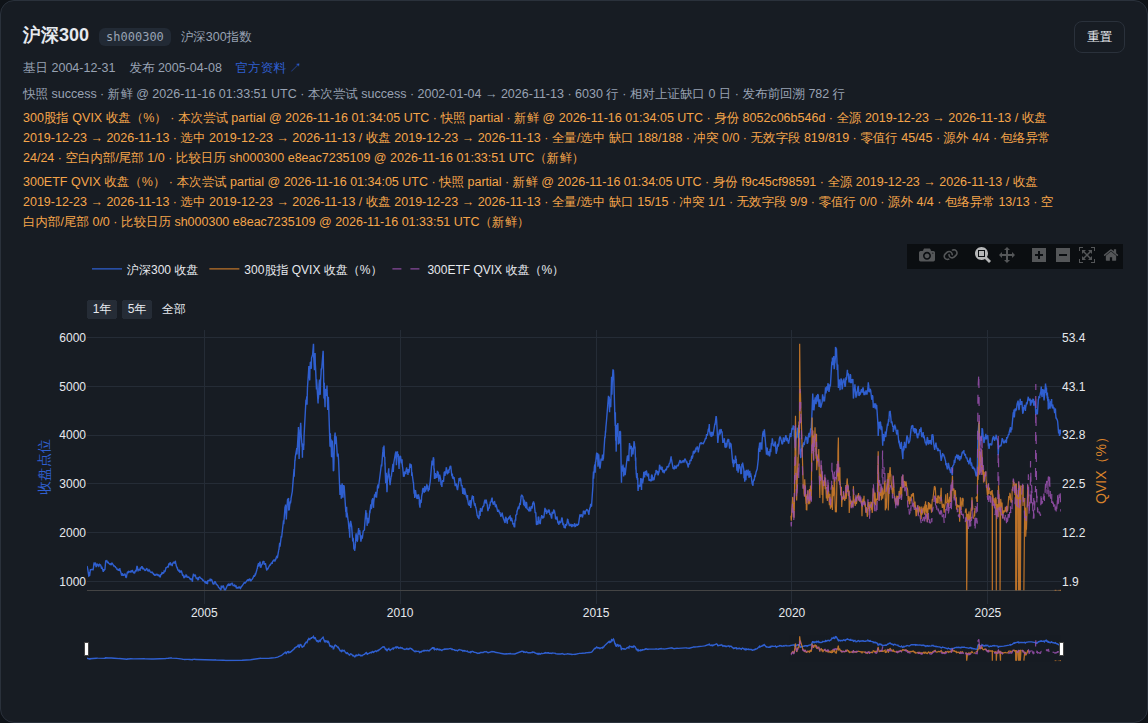 沪深300 sh000300 沪深300指数
重置
基日 2004-12-31 发布 2005-04-08 官方资料 ↗
快照 success · 新鲜 @ 2026-11-16 01:33:51 UTC · 本次尝试 success · 2002-01-04 → 2026-11-13 · 6030 行 · 相对上证缺口 0 日 · 发布前回溯 782 行
300股指 QVIX 收盘（%） · 本次尝试 partial @ 2026-11-16 01:34:05 UTC · 快照 partial · 新鲜 @ 2026-11-16 01:34:05 UTC · 身份 8052c06b546d · 全源 2019-12-23 → 2026-11-13 / 收盘
2019-12-23 → 2026-11-13 · 选中 2019-12-23 → 2026-11-13 / 收盘 2019-12-23 → 2026-11-13 · 全量/选中 缺口 188/188 · 冲突 0/0 · 无效字段 819/819 · 零值行 45/45 · 源外 4/4 · 包络异常
24/24 · 空白内部/尾部 1/0 · 比较日历 sh000300 e8eac7235109 @ 2026-11-16 01:33:51 UTC（新鲜）
300ETF QVIX 收盘（%） · 本次尝试 partial @ 2026-11-16 01:34:05 UTC · 快照 partial · 新鲜 @ 2026-11-16 01:34:05 UTC · 身份 f9c45cf98591 · 全源 2019-12-23 → 2026-11-13 / 收盘
2019-12-23 → 2026-11-13 · 选中 2019-12-23 → 2026-11-13 / 收盘 2019-12-23 → 2026-11-13 · 全量/选中 缺口 15/15 · 冲突 1/1 · 无效字段 9/9 · 零值行 0/0 · 源外 4/4 · 包络异常 13/13 · 空
白内部/尾部 0/0 · 比较日历 sh000300 e8eac7235109 @ 2026-11-16 01:33:51 UTC（新鲜）
沪深300 收盘 300股指 QVIX 收盘（%） 300ETF QVIX 收盘（%）
1年 5年 全部
6000 53.4
5000 43.1
4000 32.8
3000 22.5
2000 12.2
1000 1.9
收盘点位
QVIX（%）
2005 2010 2015 2020 2025